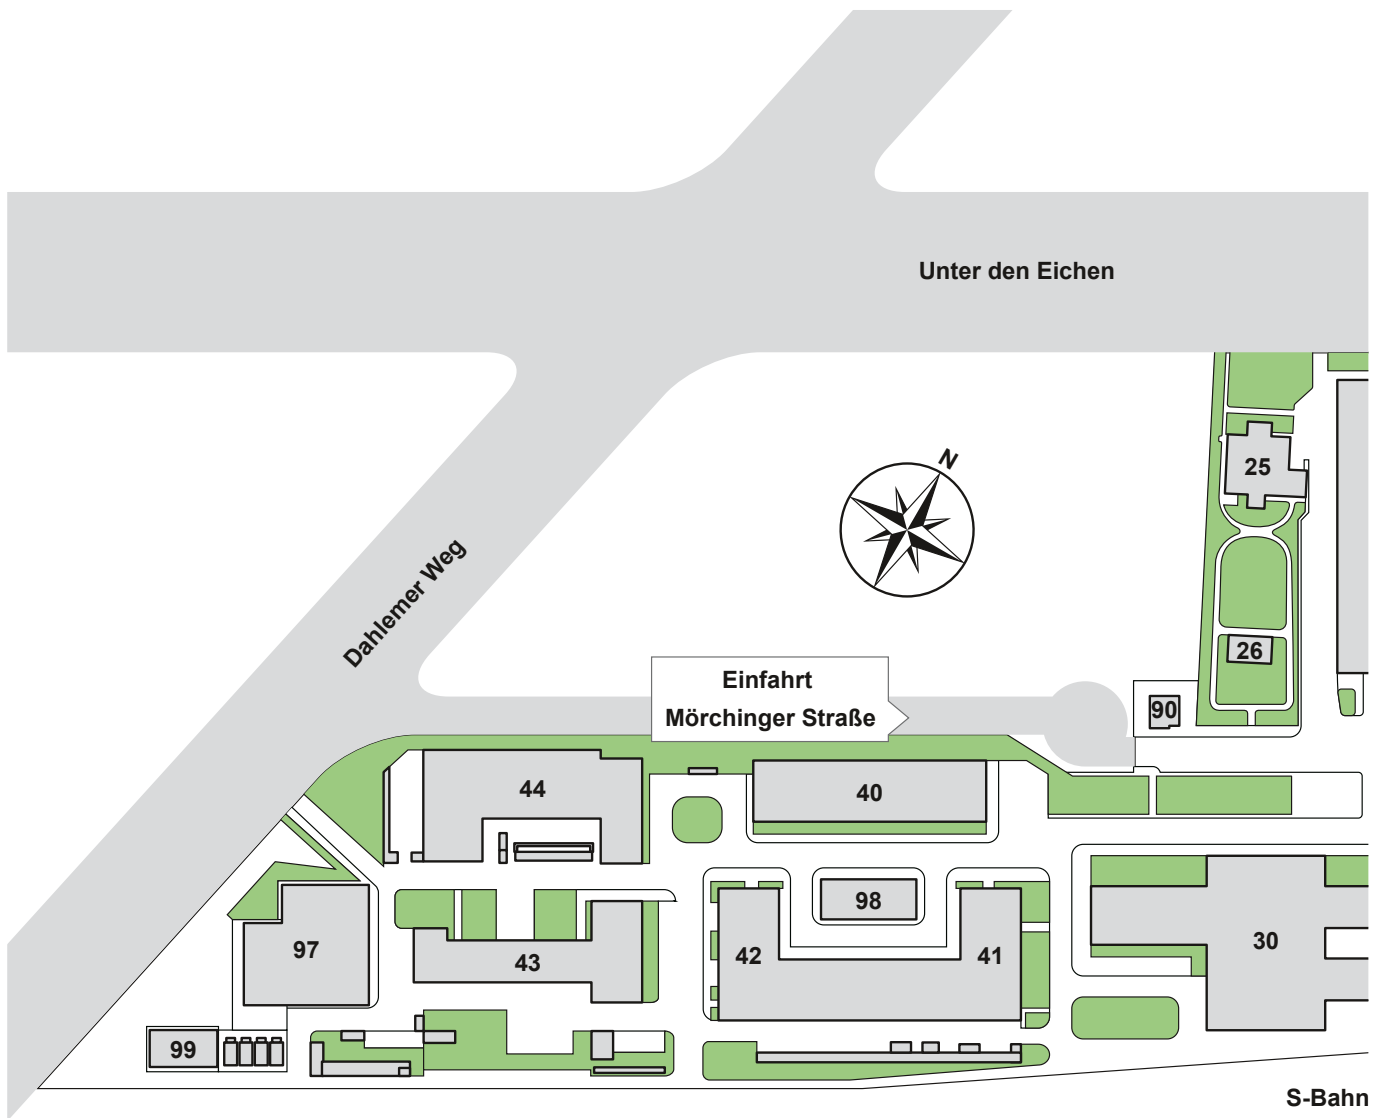 Unter den Eichen
N
25
Dahlemer Weg
26
Einfahrt
Mörchinger Straße
90
44
40
98
97
43
42
41
30
99
S-Bahn